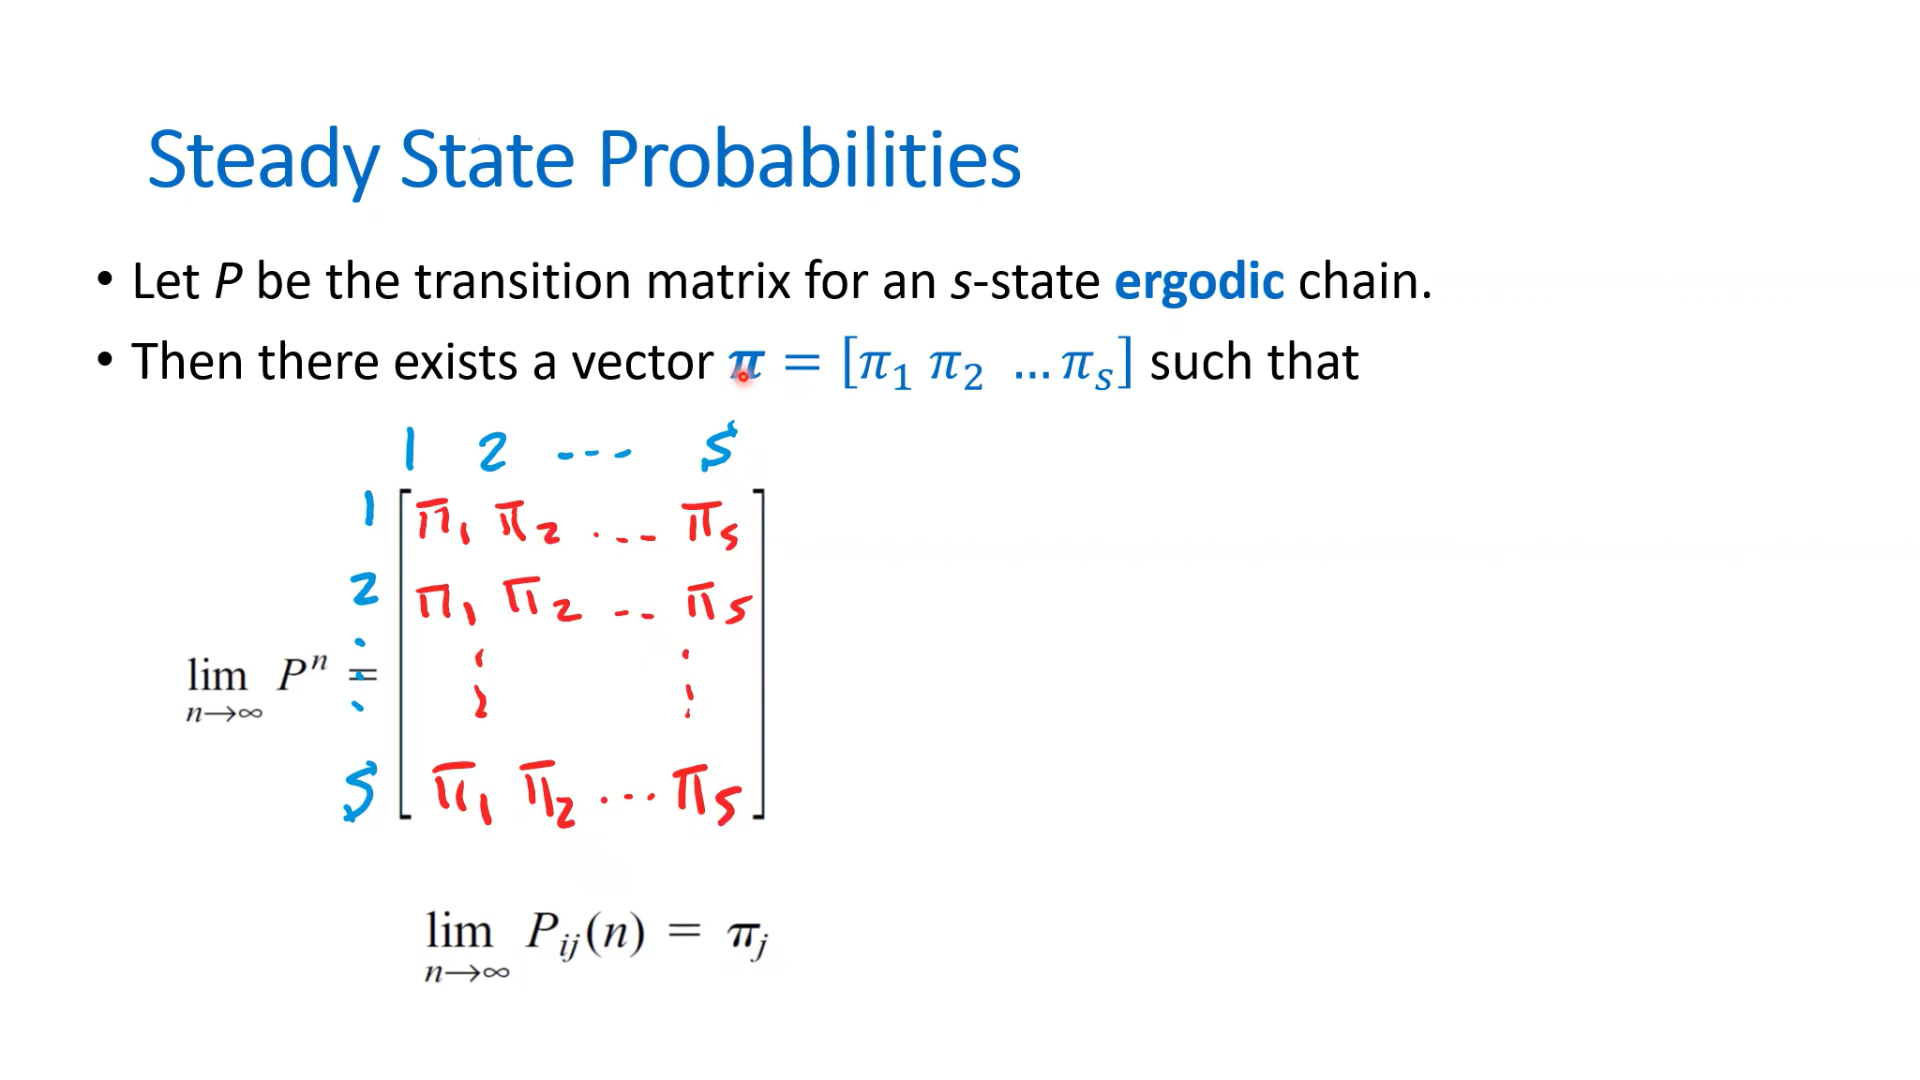 Steady State Probabilities
• Let P be the transition matrix for an s-state ergodic chain.
• Then there exists a vector π = [π₁ π₂ …πₛ] such that
1 2 --- s
1 π₁ π₂ ... πₛ
2 π₁ π₂ .. πₛ
lim Pⁿ =
n→∞
s π₁ π₂ ... πₛ
lim Pᵢⱼ(n) = πⱼ
n→∞